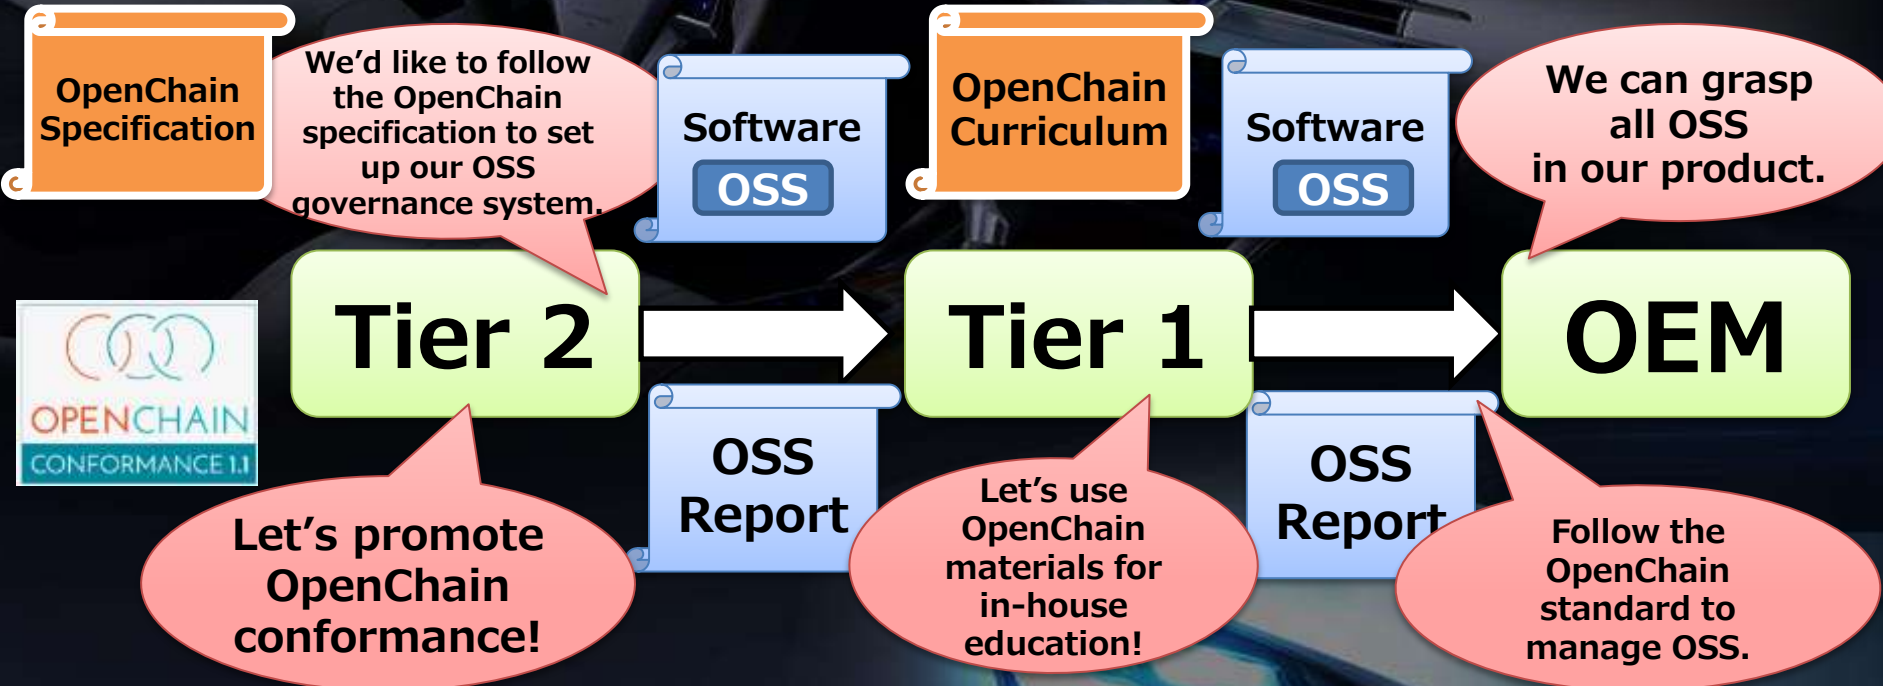 OpenChain
Specification
We'd like to follow
the OpenChain
specification to set
up our OSS
governance system.
Software
OSS
OpenChain
Curriculum
Software
OSS
We can grasp
all OSS
in our product.
Tier 2
Tier 1
OEM
OPENCHAIN
CONFORMANCE 1.1
Let's promote
OpenChain
conformance!
OSS
Report
Let's use
OpenChain
materials for
in-house
education!
OSS
Report
Follow the
OpenChain
standard to
manage OSS.